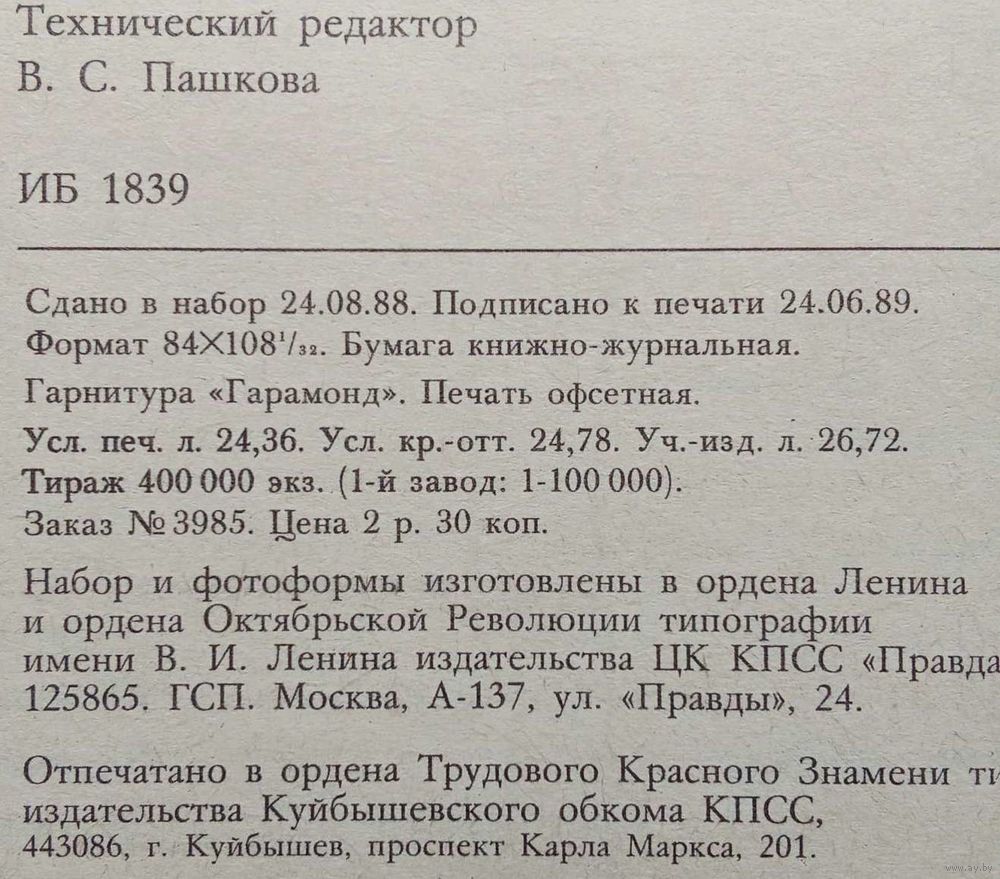 Технический редактор
В. С. Пашкова
ИБ 1839
Сдано в набор 24.08.88. Подписано к печати 24.06.89.
Формат 84×108¹/₃₂. Бумага книжно-журнальная.
Гарнитура «Гарамонд». Печать офсетная.
Усл. печ. л. 24,36. Усл. кр.-отт. 24,78. Уч.-изд. л. 26,72.
Тираж 400 000 экз. (1-й завод: 1-100 000).
Заказ № 3985. Цена 2 р. 30 коп.
Набор и фотоформы изготовлены в ордена Ленина
и ордена Октябрьской Революции типографии
имени В. И. Ленина издательства ЦК КПСС «Правда
125865. ГСП. Москва, А-137, ул. «Правды», 24.
Отпечатано в ордена Трудового Красного Знамени ти
издательства Куйбышевского обкома КПСС,
443086, г. Куйбышев, проспект Карла Маркса, 201.
www.ay.by